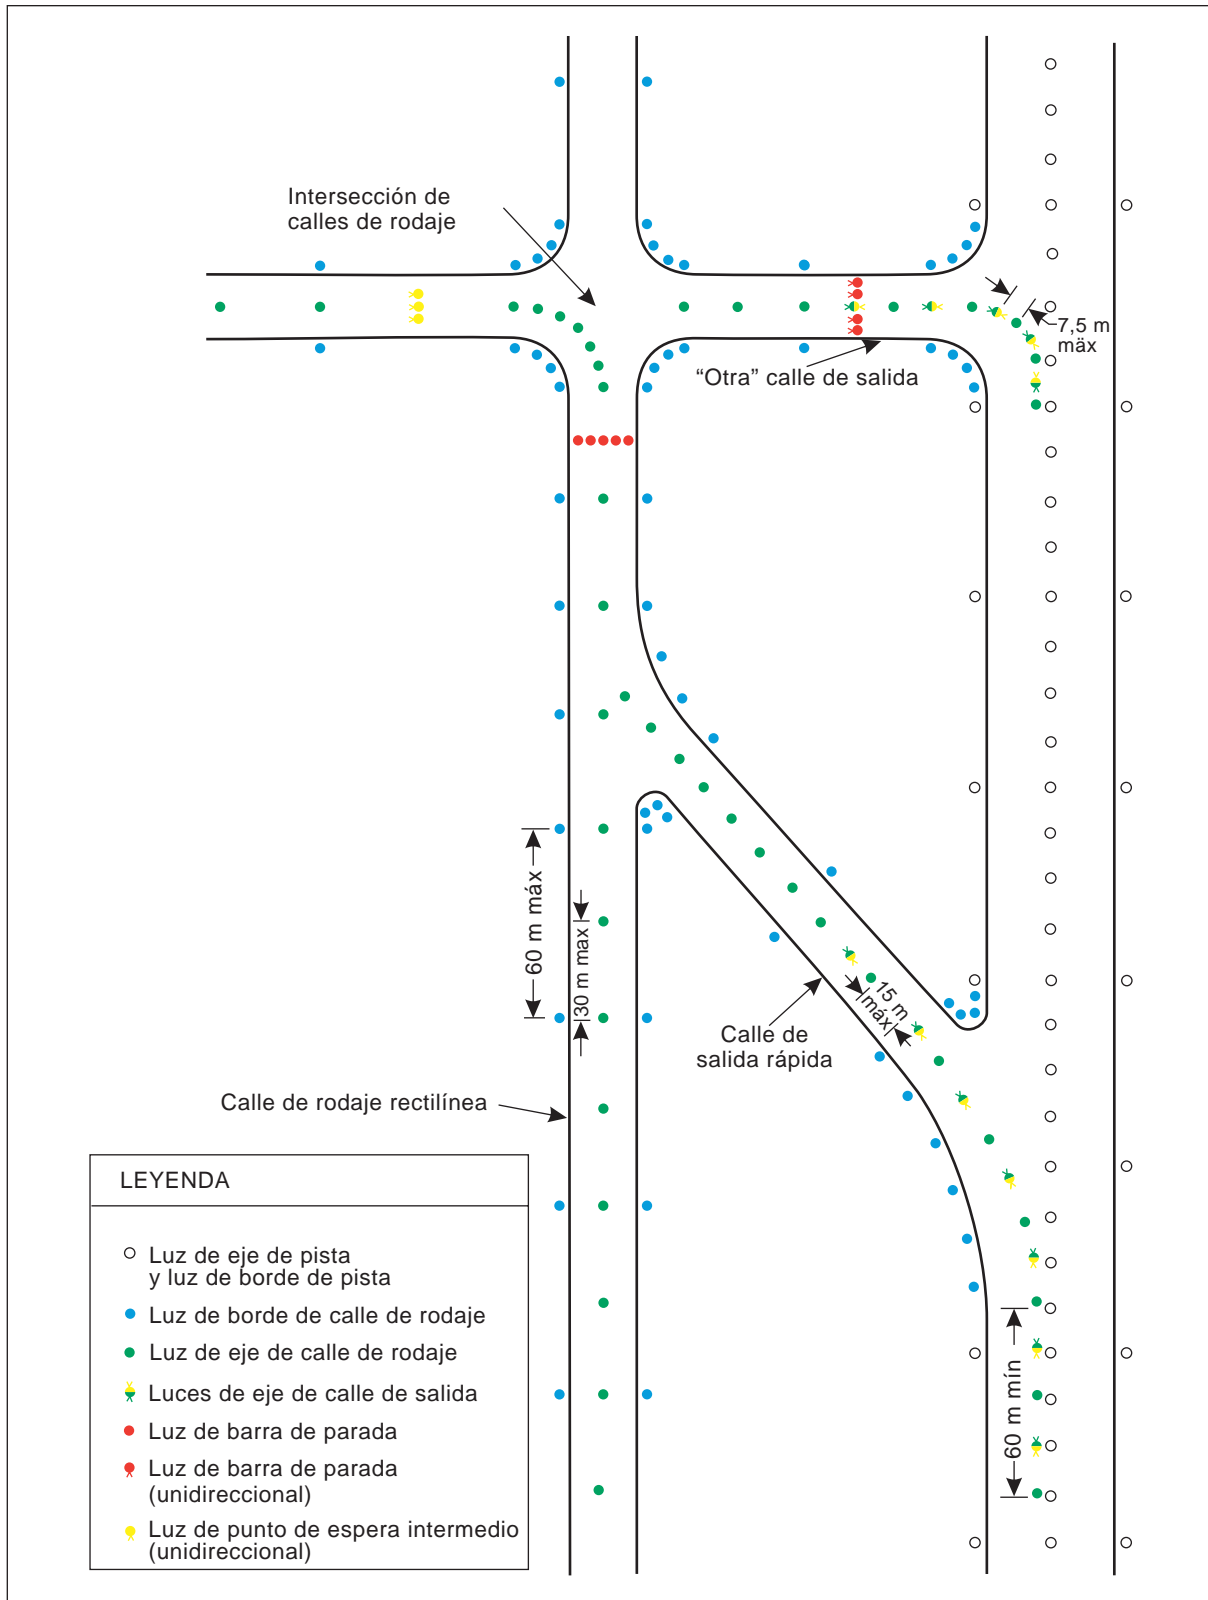 Intersección de
calles de rodaje
7,5 m
mäx
“Otra” calle de salida
60 m máx
30 m max
15 m
máx
Calle de
salida rápida
Calle de rodaje rectilínea
60 m mín
LEYENDA
Luz de eje de pista
y luz de borde de pista
Luz de borde de calle de rodaje
Luz de eje de calle de rodaje
Luces de eje de calle de salida
Luz de barra de parada
Luz de barra de parada
(unidireccional)
Luz de punto de espera intermedio
(unidireccional)